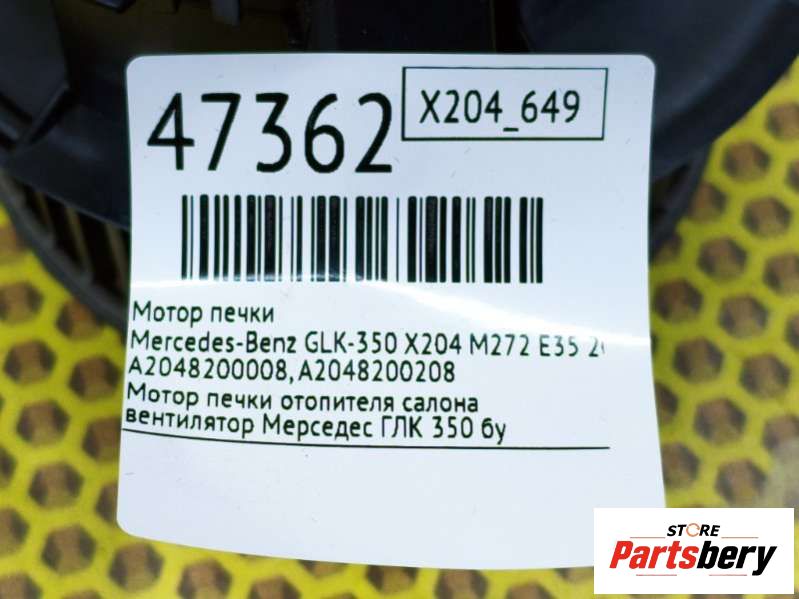 47362
X204_649
Мотор печки
Mercedes-Benz GLK-350 X204 M272 E35
A2048200008, A2048200208
Мотор печки отопителя салона
вентилятор Мерседес ГЛК 350 бу
STORE
Partsbery